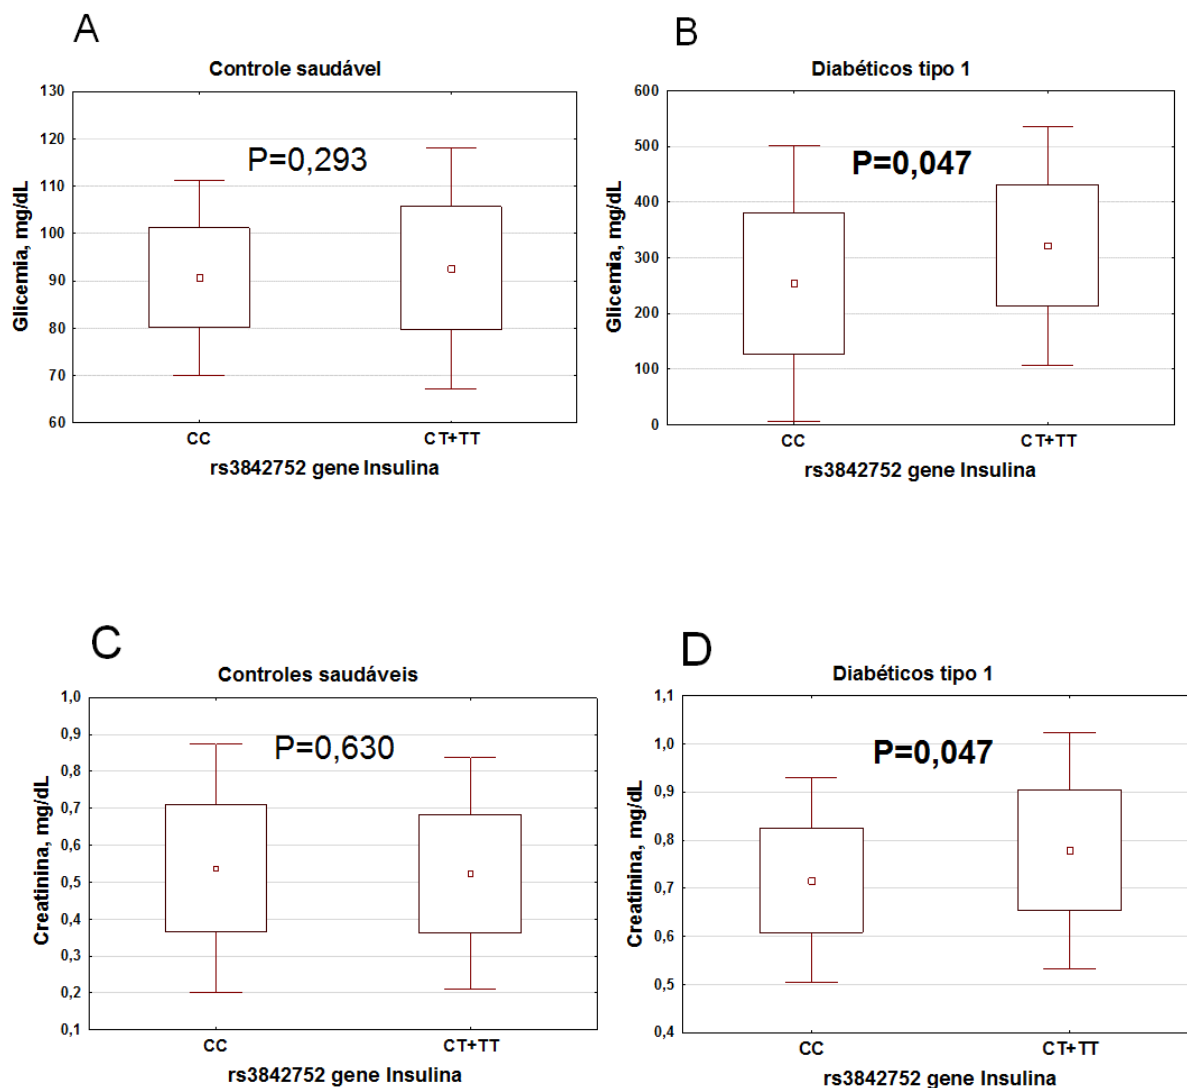 A
Controle saudável
Glicemia, mg/dL
130
120
110
100
90
80
70
60
P=0,293
CC
CT+TT
rs3842752 gene Insulina
B
Diabéticos tipo 1
Glicemia, mg/dL
600
500
400
300
200
100
0
P=0,047
CC
CT+TT
rs3842752 gene Insulina
C
Controles saudáveis
Creatinina, mg/dL
1,0
0,9
0,8
0,7
0,6
0,5
0,4
0,3
0,2
0,1
P=0,630
CC
CT+TT
rs3842752 gene Insulina
D
Diabéticos tipo 1
Creatinina, mg/dL
1,1
1,0
0,9
0,8
0,7
0,6
0,5
0,4
P=0,047
CC
CT+TT
rs3842752 gene Insulina